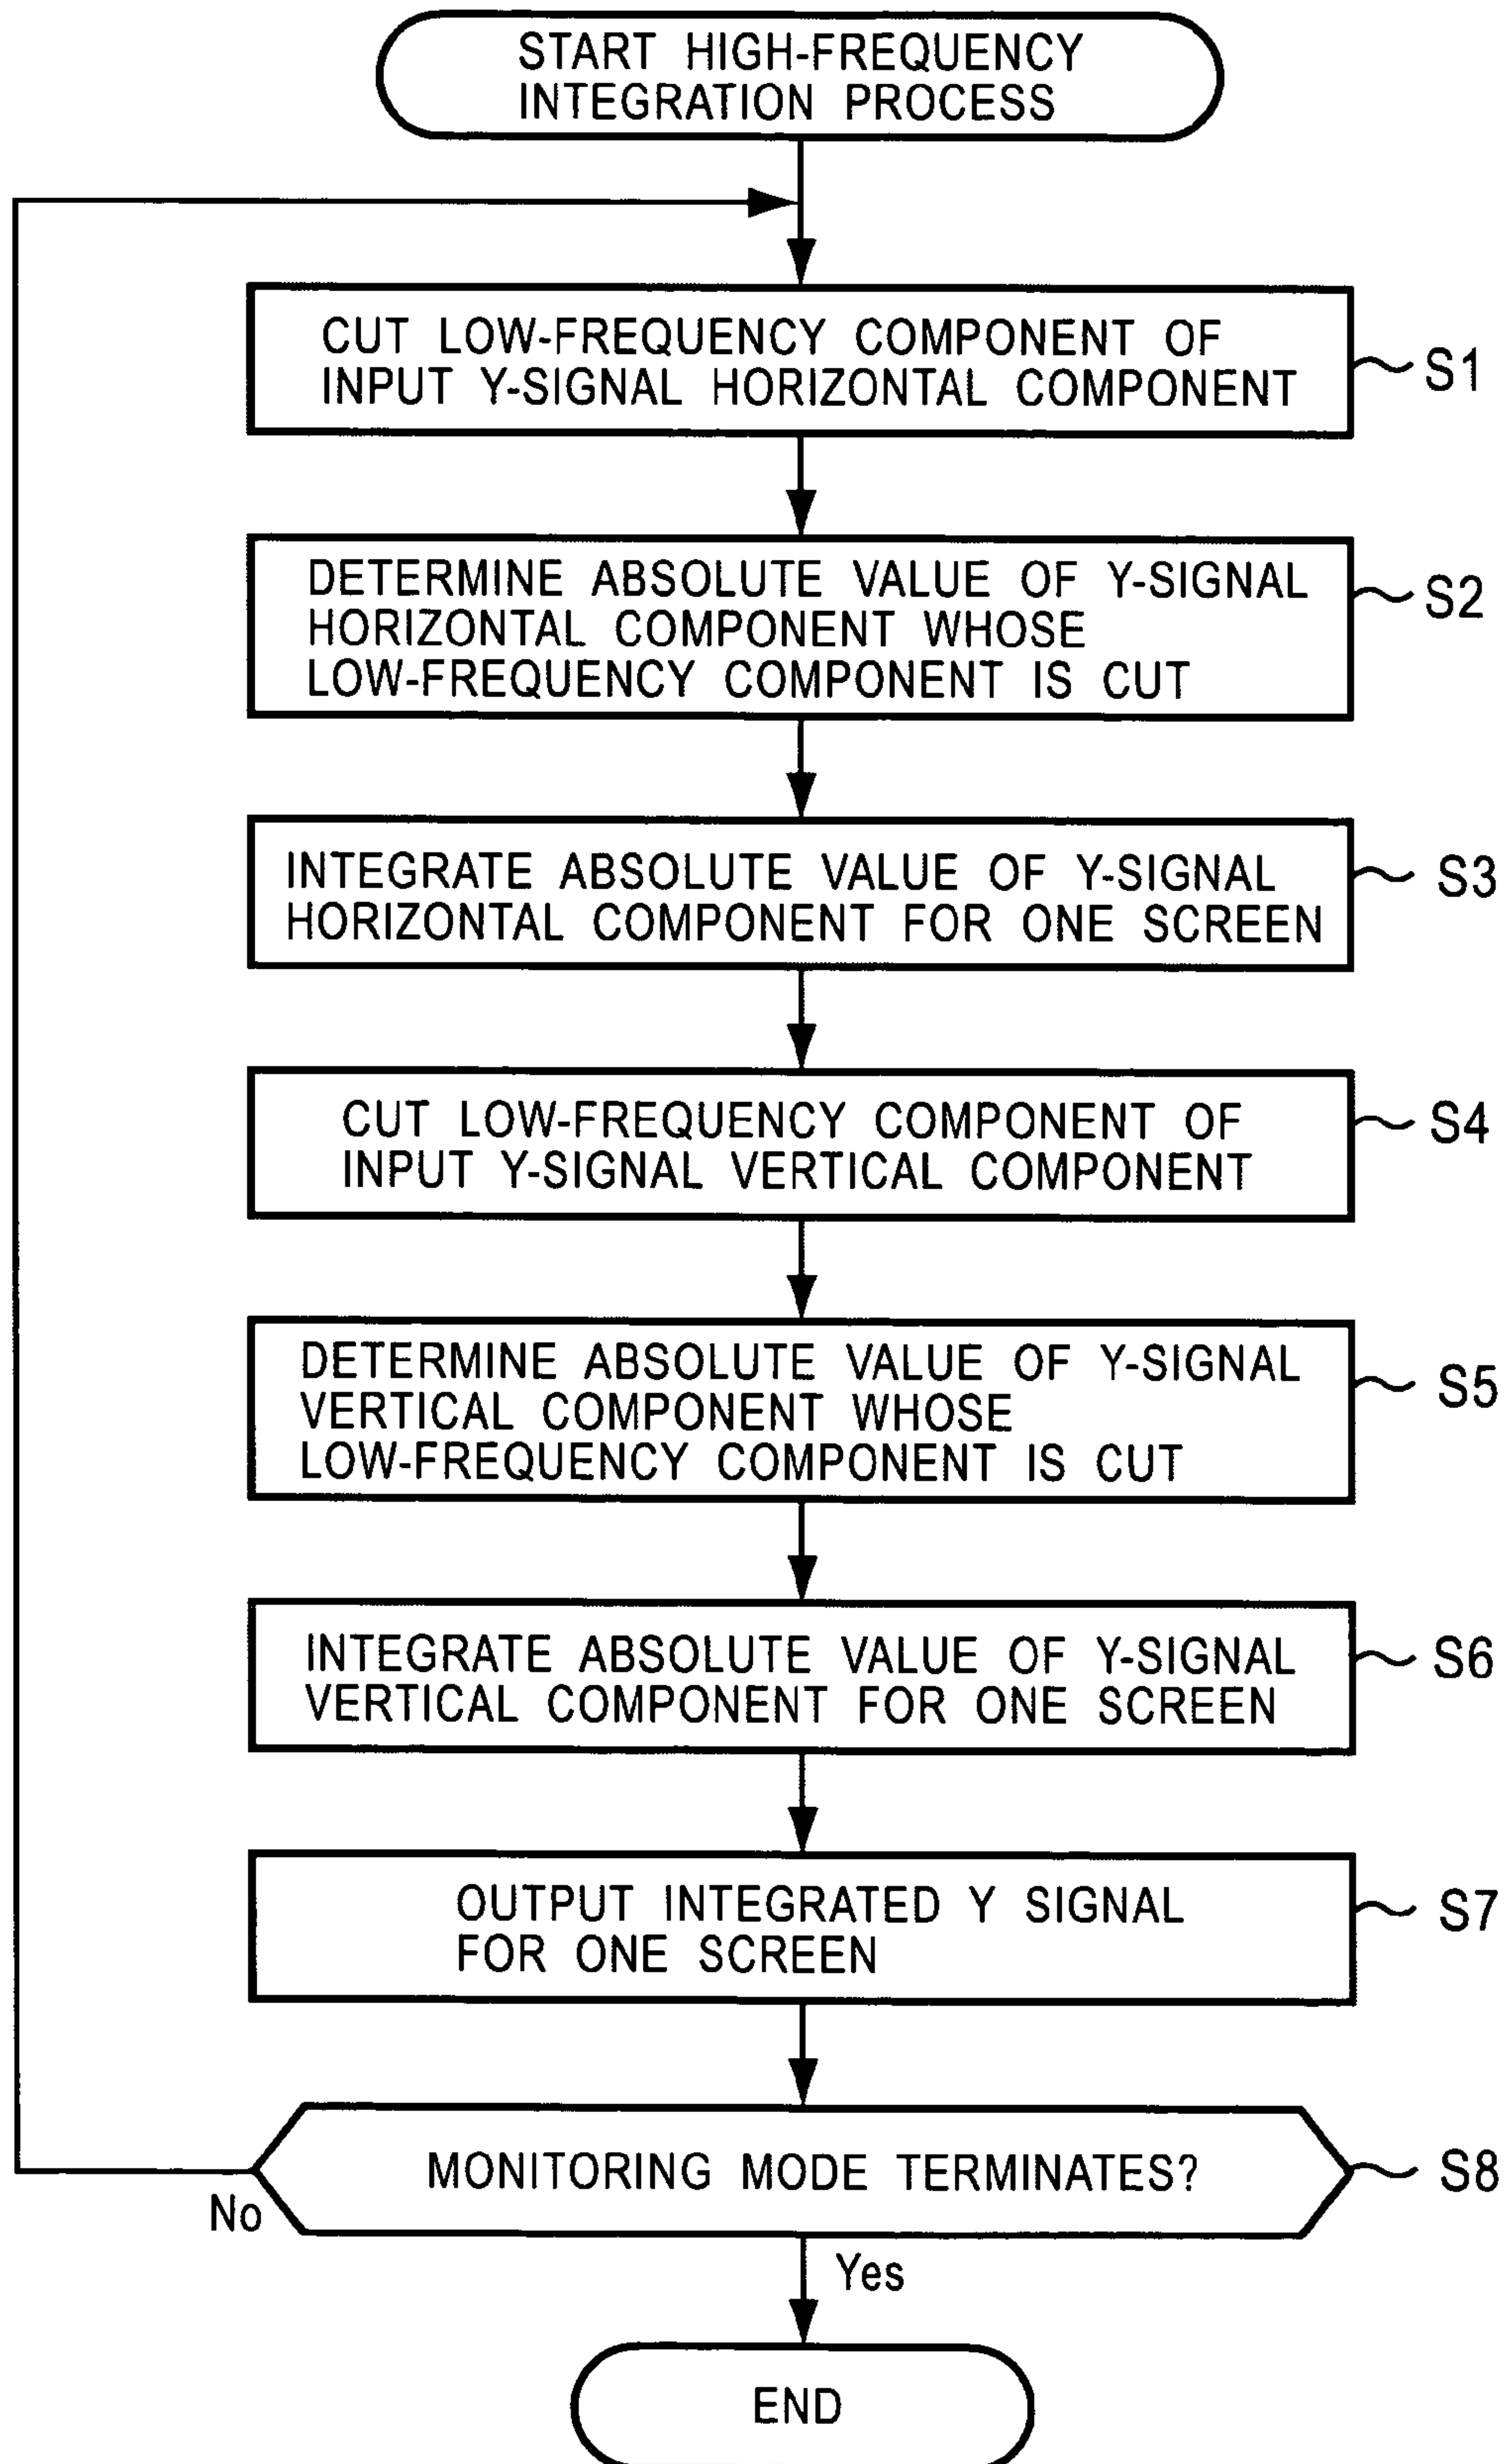 START HIGH-FREQUENCY
INTEGRATION PROCESS
CUT LOW-FREQUENCY COMPONENT OF
INPUT Y-SIGNAL HORIZONTAL COMPONENT
S1
DETERMINE ABSOLUTE VALUE OF Y-SIGNAL
HORIZONTAL COMPONENT WHOSE
LOW-FREQUENCY COMPONENT IS CUT
S2
INTEGRATE ABSOLUTE VALUE OF Y-SIGNAL
HORIZONTAL COMPONENT FOR ONE SCREEN
S3
CUT LOW-FREQUENCY COMPONENT OF
INPUT Y-SIGNAL VERTICAL COMPONENT
S4
DETERMINE ABSOLUTE VALUE OF Y-SIGNAL
VERTICAL COMPONENT WHOSE
LOW-FREQUENCY COMPONENT IS CUT
S5
INTEGRATE ABSOLUTE VALUE OF Y-SIGNAL
VERTICAL COMPONENT FOR ONE SCREEN
S6
OUTPUT INTEGRATED Y SIGNAL
FOR ONE SCREEN
S7
MONITORING MODE TERMINATES?
S8
No
Yes
END